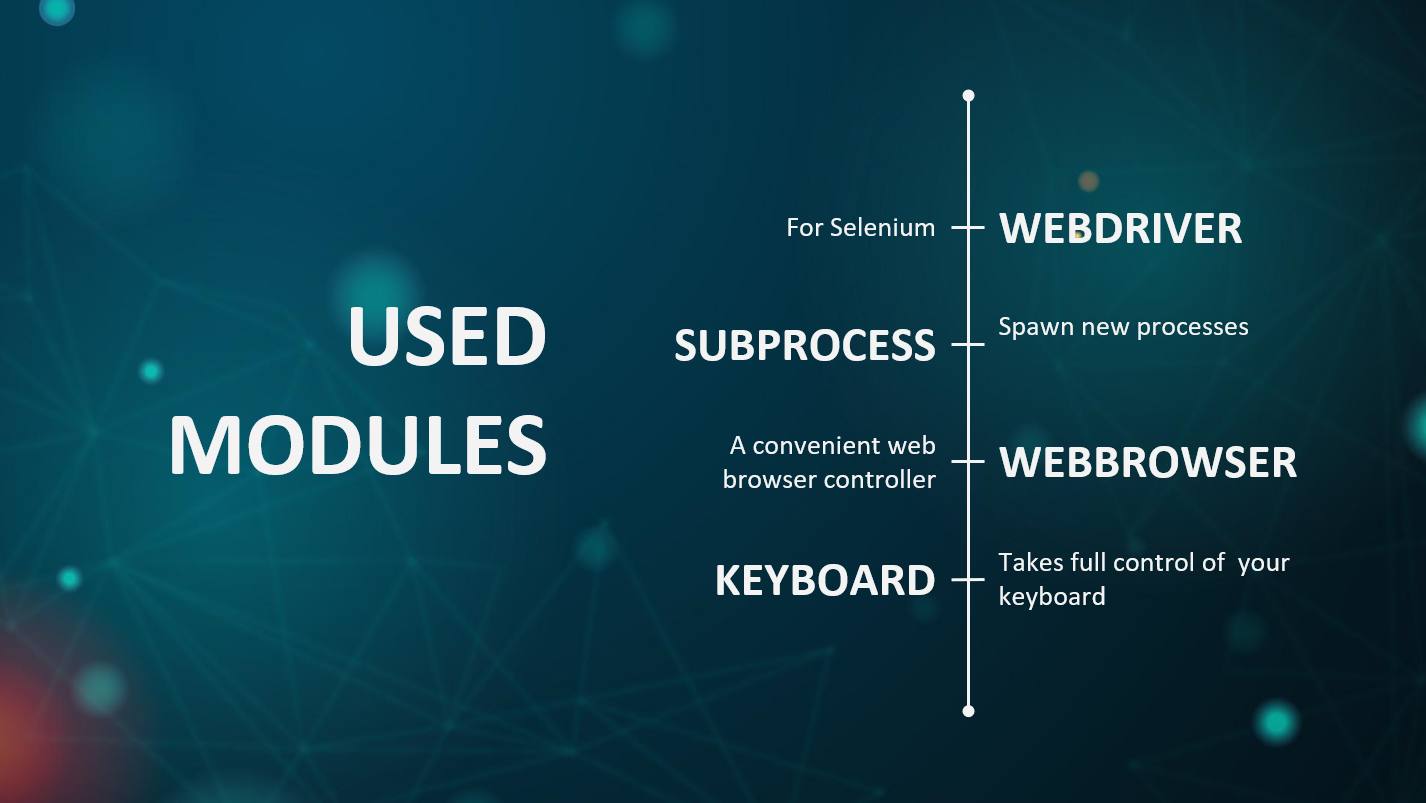 USED
MODULES
For Selenium
WEBDRIVER
SUBPROCESS
Spawn new processes
A convenient web
browser controller
WEBBROWSER
KEYBOARD
Takes full control of  your
keyboard